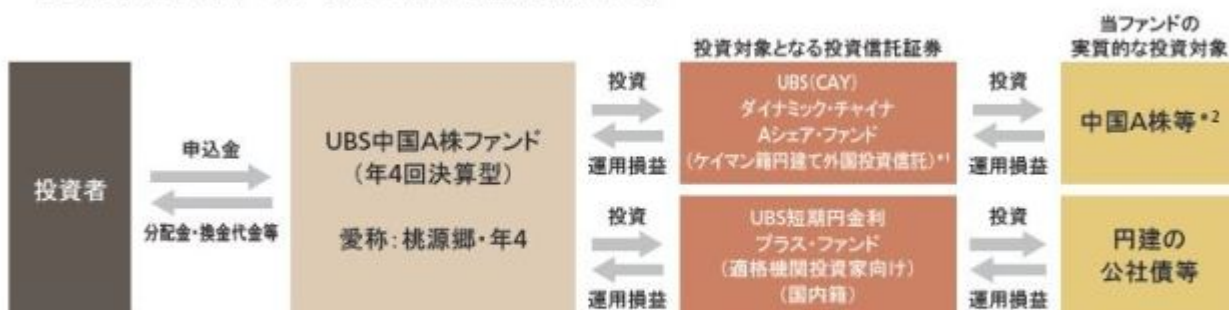 当ファンドの
実質的な投資対象
投資対象となる投資信託証券
投資者
申込金
分配金・換金代金等
UBS中国A株ファンド
(年4回決算型)
愛称:桃源郷・年4
投資
運用損益
UBS(CAY)
ダイナミック・チャイナ
Aシェア・ファンド
(ケイマン籍円建て外国投資信託)*1
投資
運用損益
中国A株等*2
投資
運用損益
UBS短期円金利
プラス・ファンド
(適格機関投資家向け)
(国内籍)
投資
運用損益
円建の
公社債等